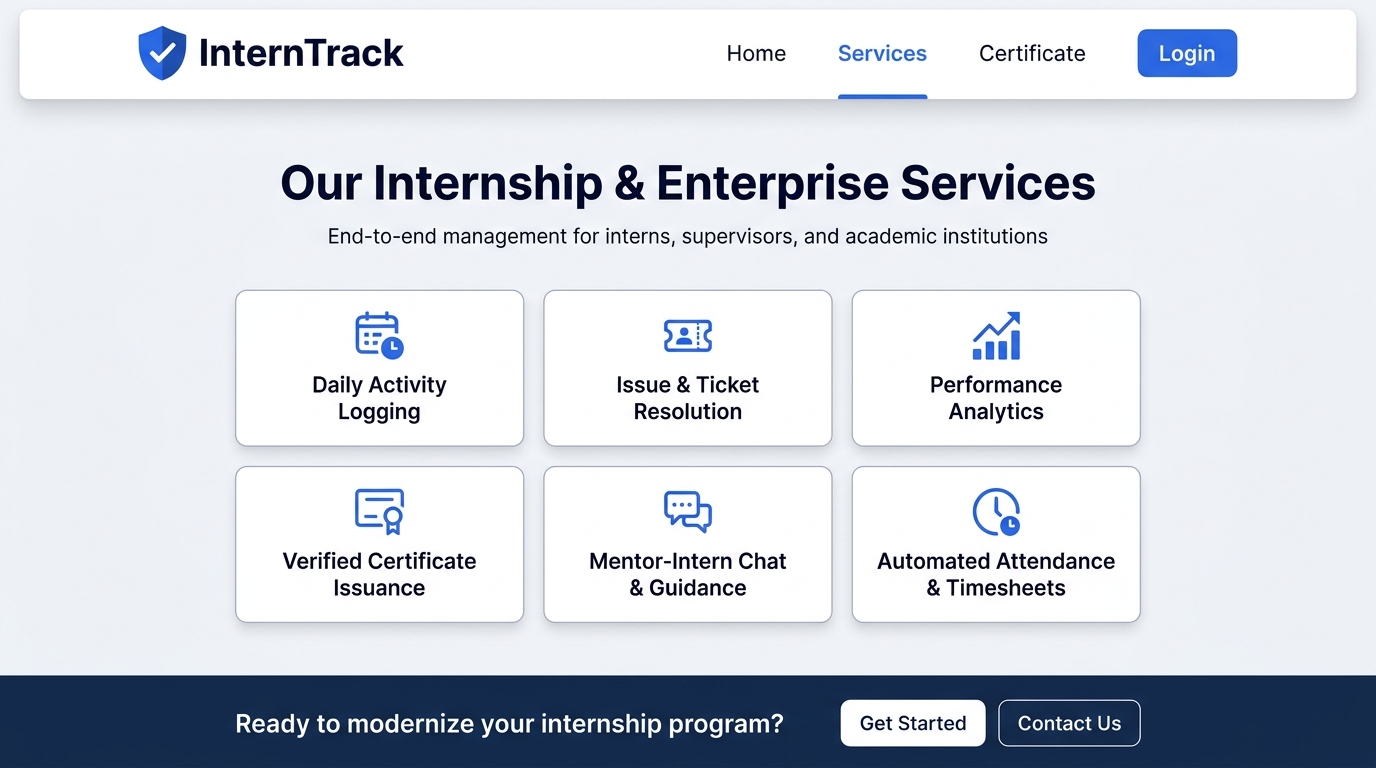 InternTrack
Home
Services
Certificate
Login
Our Internship & Enterprise Services
End-to-end management for interns, supervisors, and academic institutions
Daily Activity
Logging
Issue & Ticket
Resolution
Performance
Analytics
Verified Certificate
Issuance
Mentor-Intern Chat
& Guidance
Automated Attendance
& Timesheets
Ready to modernize your internship program?
Get Started
Contact Us